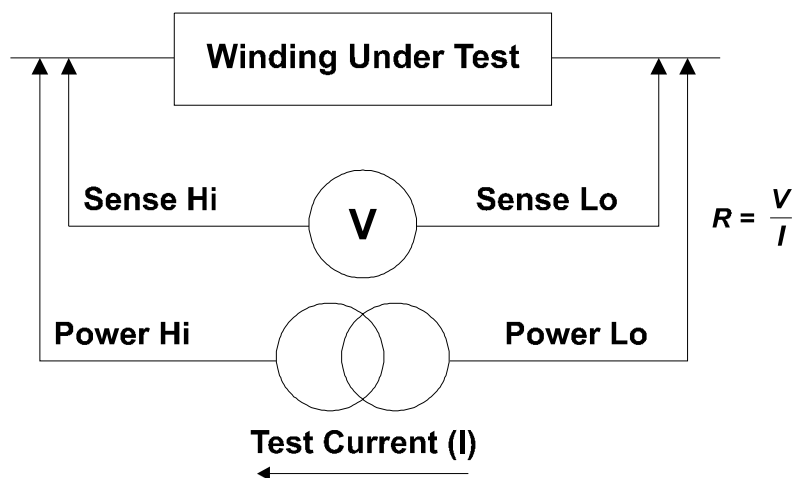 Winding Under Test
Sense Hi
V
Sense Lo
R = V
I
Power Hi
Power Lo
Test Current (I)